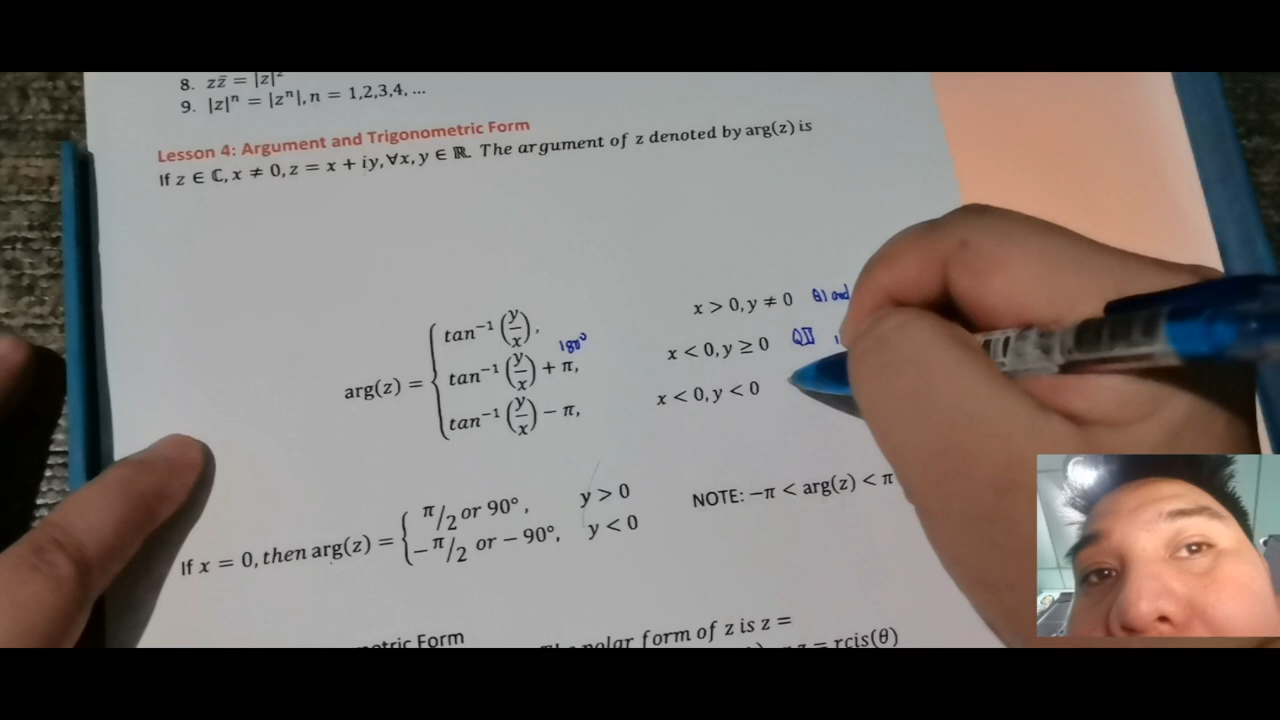 8. zz̄ = |z|²
9. |z|ⁿ = |zⁿ|, n = 1,2,3,4, ...
Lesson 4: Argument and Trigonometric Form
If z ∈ ℂ, x ≠ 0, z = x + iy, ∀x, y ∈ ℝ. The argument of z denoted by arg(z) is
tan⁻¹(y/x), x > 0, y ≠ 0 QI and
180°
arg(z) = { tan⁻¹(y/x) + π, x < 0, y ≥ 0 QII
tan⁻¹(y/x) − π, x < 0, y < 0
π/2 or 90°, y > 0 NOTE: −π < arg(z) < π
If x = 0, then arg(z) = { −π/2 or − 90°, y < 0
Form polar form of z is z =
rcis(θ)